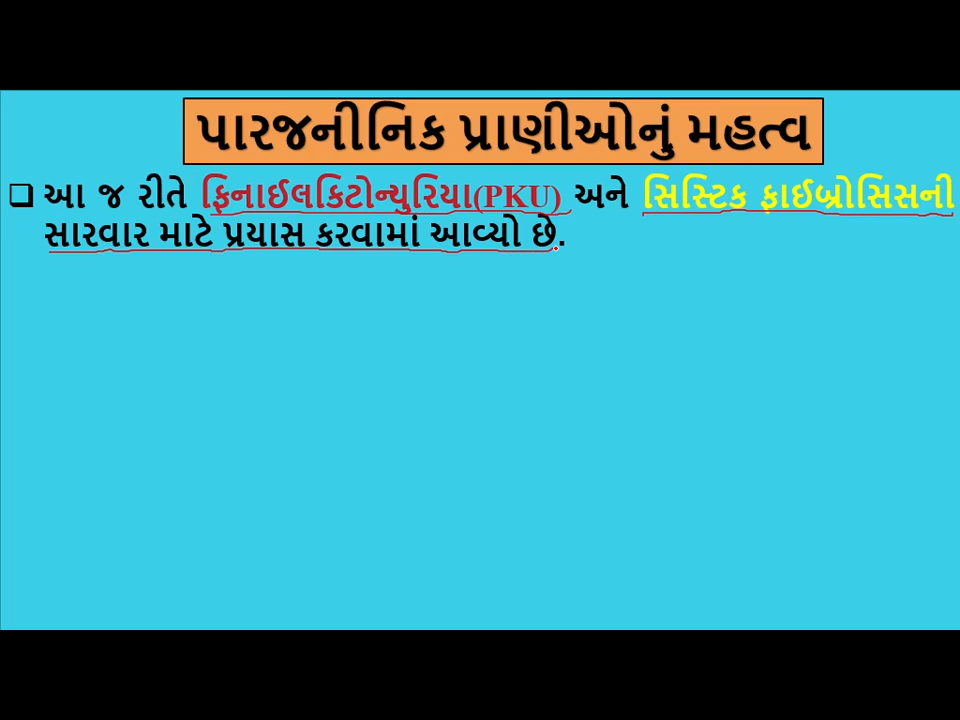 પારજનીનિક પ્રાણીઓનું મહત્વ
આ જ રીતે ફિનાઈલકિટોન્યુરિયા(PKU) અને સિસ્ટિક ફાઈબ્રોસિસની
સારવાર માટે પ્રયાસ કરવામાં આવ્યો છે.